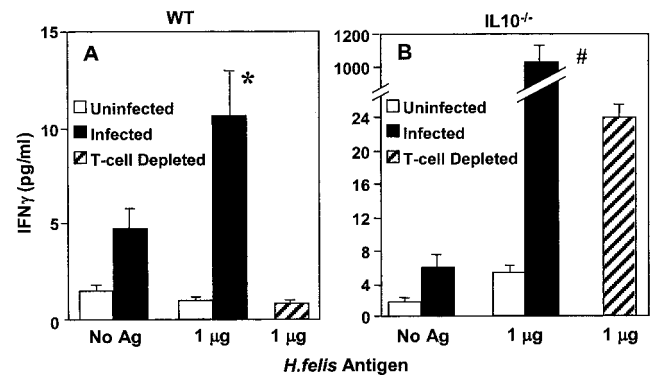 WT
IL10-/-
A
B
IFNγ (pg/ml)
15
10
5
0
1200
1000
24
20
16
12
8
4
0
Uninfected
Infected
T-cell Depleted
*
Uninfected
Infected
T-cell Depleted
#
No Ag 1 µg 1 µg
No Ag 1 µg 1 µg
H.felis Antigen